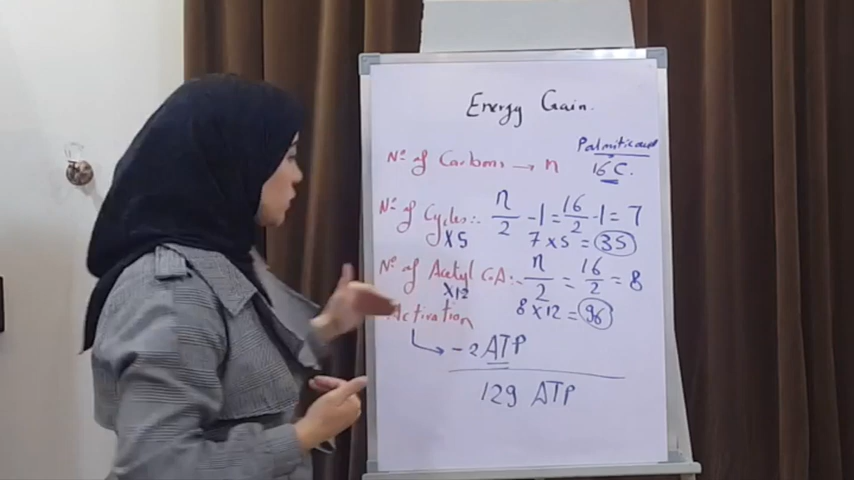 Energy Gain.
Palmitic acid
16 C.
Nº of Carbons → n
Nº of Cycles:- n/2 - 1 = 16/2 - 1 = 7
X5 7 x 5 = 35
Nº of Acetyl CoA:- n/2 = 16/2 = 8
X12 8 x 12 = 96
Activation
→ - 2 ATP
129 ATP